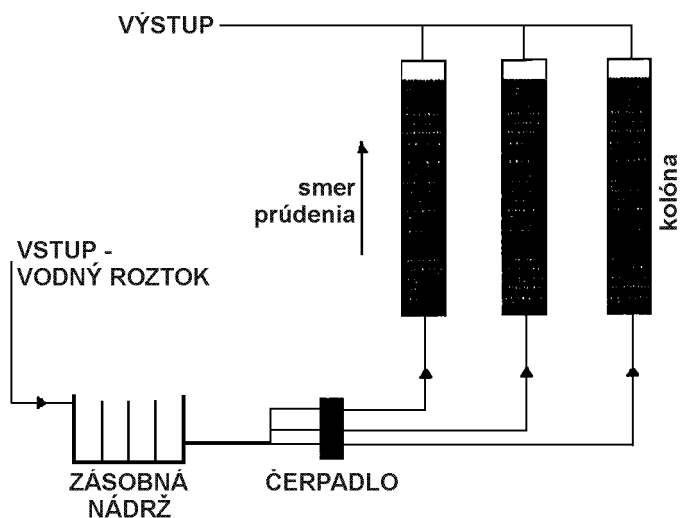 VÝSTUP
smer
prúdenia
kolóna
VSTUP -
VODNÝ ROZTOK
ZÁSOBNÁ
NÁDRŽ
ČERPADLO